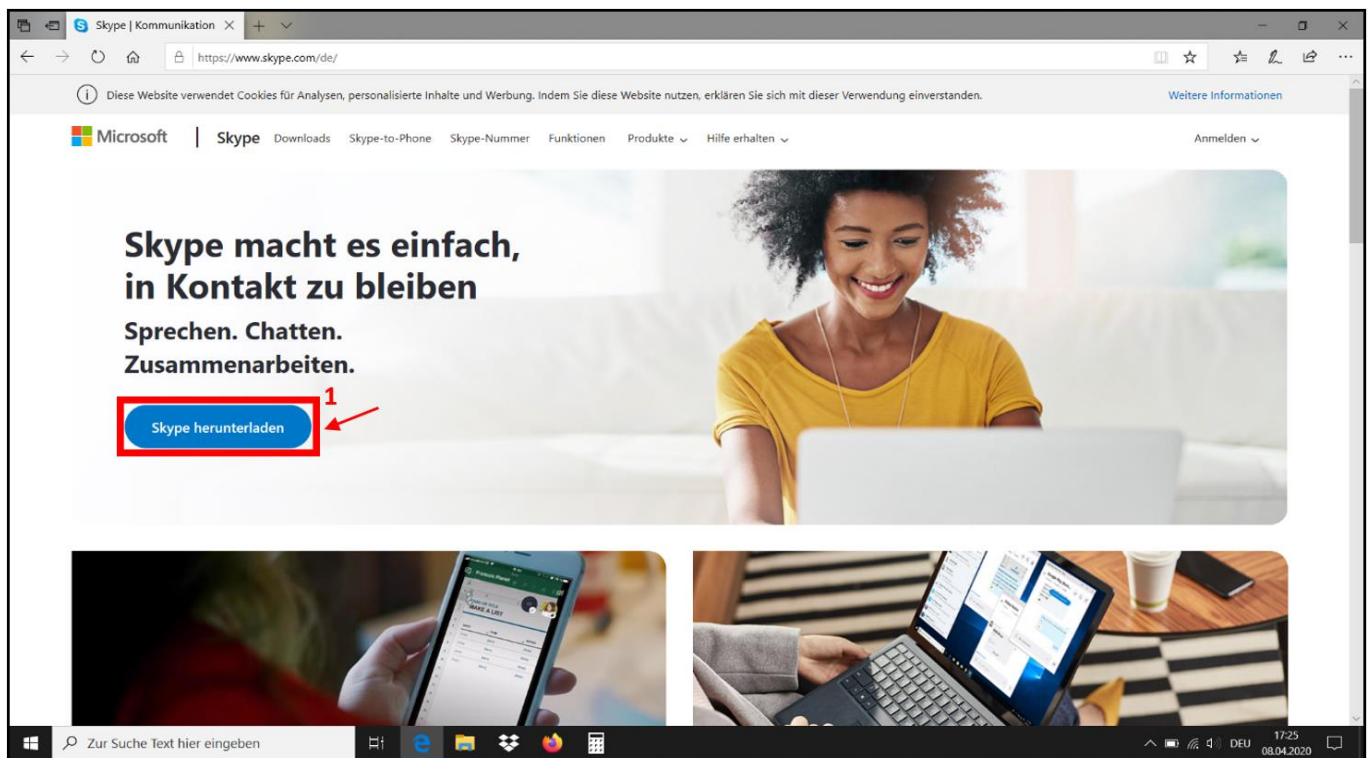 Skype | Kommunikation
https://www.skype.com/de/
Diese Website verwendet Cookies für Analysen, personalisierte Inhalte und Werbung. Indem Sie diese Website nutzen, erklären Sie sich mit dieser Verwendung einverstanden.
Weitere Informationen
Microsoft
Skype Downloads Skype-to-Phone Skype-Nummer Funktionen Produkte Hilfe erhalten
Anmelden
Skype macht es einfach,
in Kontakt zu bleiben
Sprechen. Chatten.
Zusammenarbeiten.
1
Skype herunterladen
MAKE A LIST
Zur Suche Text hier eingeben
DEU
17:25
08.04.2020